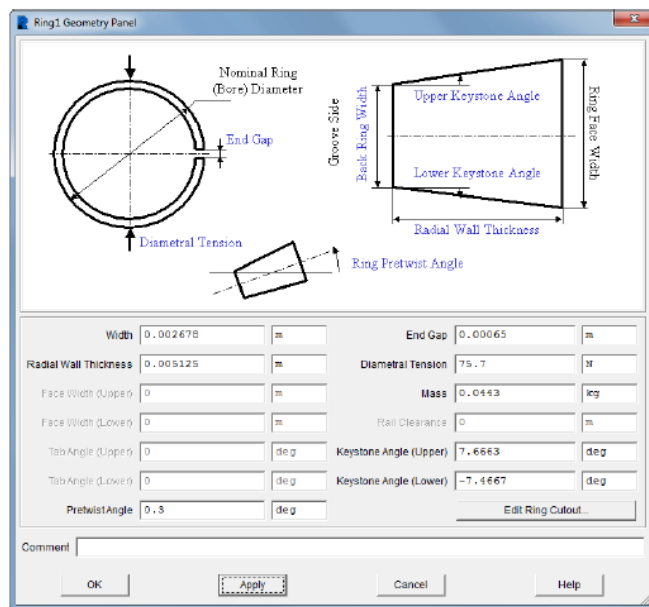 Ring1 Geometry Panel
Nominal Ring
(Bore) Diameter
End Gap
Diametral Tension
Ring Pretwist Angle
Groove Side
Back Ring Width
Upper Keystone Angle
Lower Keystone Angle
Radial Wall Thickness
Ring Face Width
Width 0.002678 m End Gap 0.00065 m
Radial Wall Thickness 0.005125 m Diametral Tension 75.7 N
Face Width (Upper) 0 m Mass 0.0443 kg
Face Width (Lower) 0 m Rail Clearance 0 m
Tab Angle (Upper) 0 deg Keystone Angle (Upper) 7.6663 deg
Tab Angle (Lower) 0 deg Keystone Angle (Lower) -7.4667 deg
Pretwist Angle 0.3 deg Edit Ring Cutout...
Comment
OK Apply Cancel Help